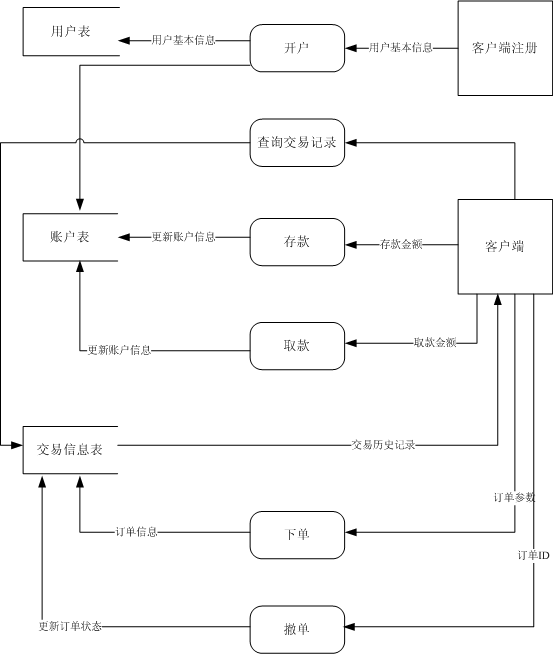 用户表
用户基本信息
开户
用户基本信息
客户端注册
查询交易记录
账户表
更新账户信息
存款
存款金额
客户端
更新账户信息
取款
取款金额
交易信息表
交易历史记录
订单参数
订单信息
下单
订单ID
更新订单状态
撤单